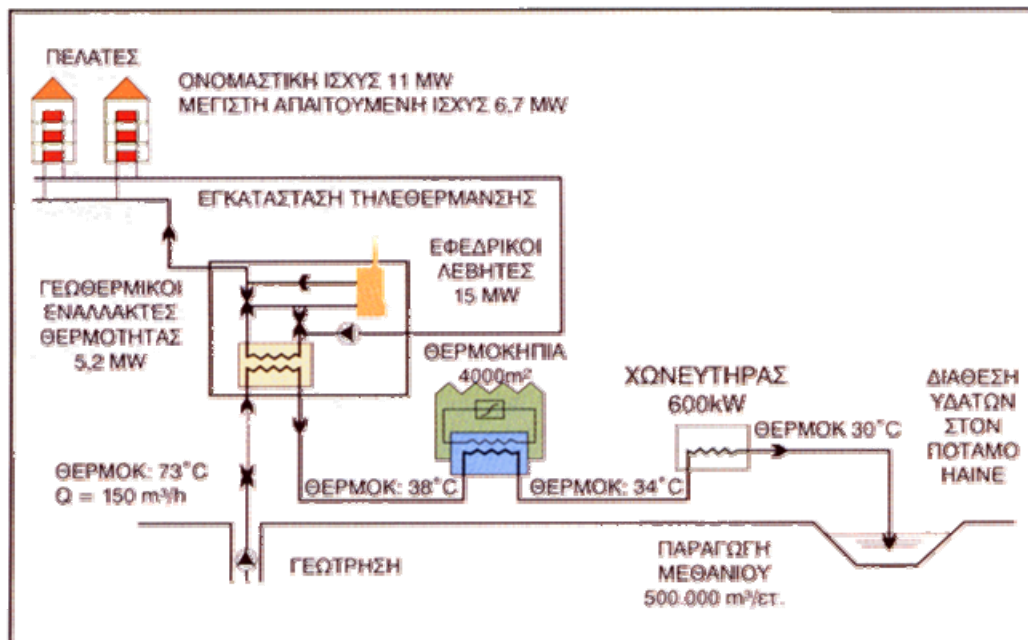 ΠΕΛΑΤΕΣ
ΟΝΟΜΑΣΤΙΚΗ ΙΣΧΥΣ 11 MW
ΜΕΓΙΣΤΗ ΑΠΑΙΤΟΥΜΕΝΗ ΙΣΧΥΣ 6,7 MW
ΕΓΚΑΤΑΣΤΑΣΗ ΤΗΛΕΘΕΡΜΑΝΣΗΣ
ΕΦΕΔΡΙΚΟΙ
ΛΕΒΗΤΕΣ
15 MW
ΓΕΩΘΕΡΜΙΚΟΙ
ΕΝΑΛΛΑΚΤΕΣ
ΘΕΡΜΟΤΗΤΑΣ
5,2 MW
ΘΕΡΜΟΚΗΠΙΑ
4000m²
ΧΩΝΕΥΤΗΡΑΣ
600kW
ΔΙΑΘΕΣΗ
ΥΔΑΤΩΝ
ΣΤΟΝ
ΠΟΤΑΜΟ
HAINE
ΘΕΡΜΟΚ 30°C
ΘΕΡΜΟΚ: 73°C
Q = 150 m³/h
ΘΕΡΜΟΚ: 38°C
ΘΕΡΜΟΚ: 34°C
ΓΕΩΤΡΗΣΗ
ΠΑΡΑΓΩΓΗ
ΜΕΘΑΝΙΟΥ
500.000 m³/ετ.